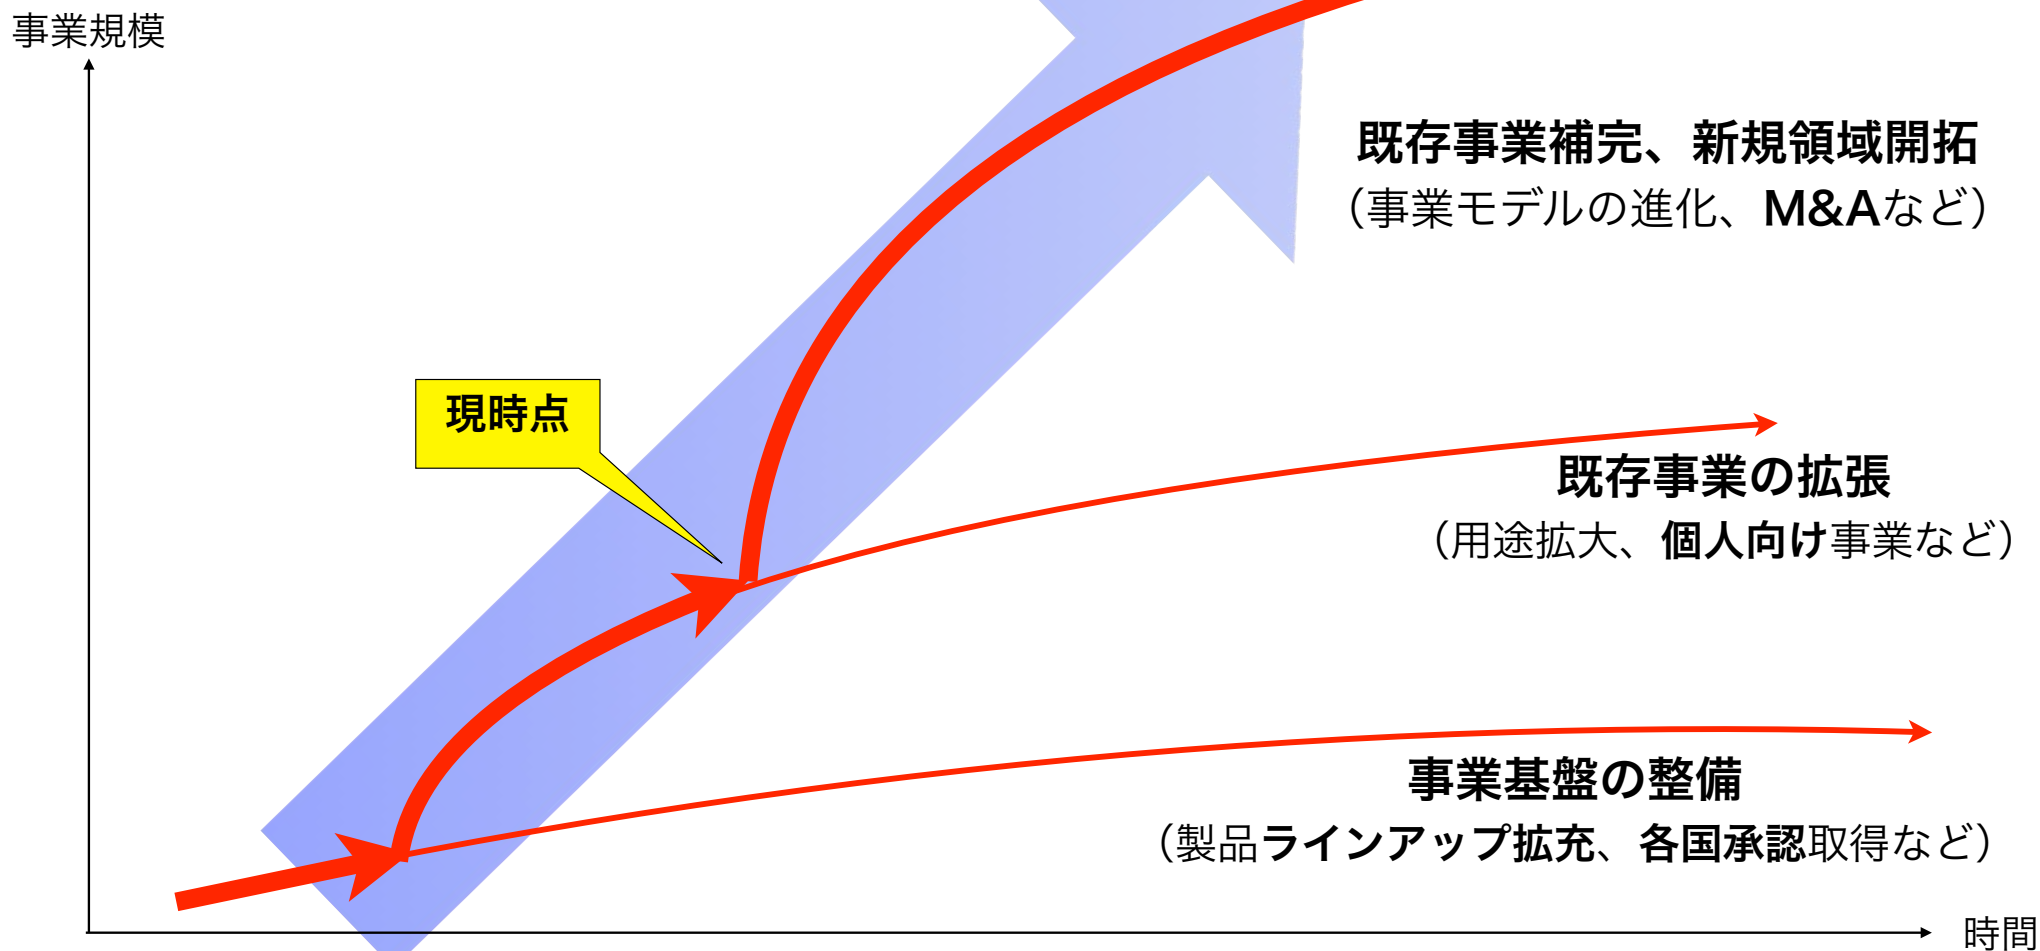 事業規模
既存事業補完、新規領域開拓
（事業モデルの進化、M&Aなど）
現時点
既存事業の拡張
（用途拡大、個人向け事業など）
事業基盤の整備
（製品ラインアップ拡充、各国承認取得など）
時間